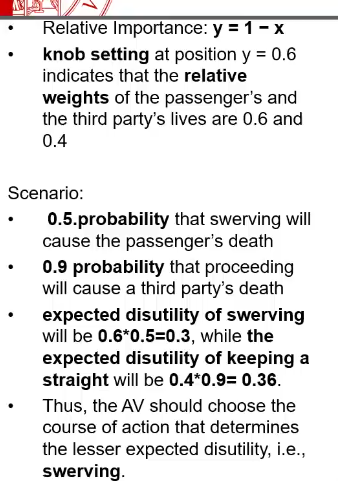 • Relative Importance: y = 1 − x
• knob setting at position y = 0.6
indicates that the relative
weights of the passenger's and
the third party's lives are 0.6 and
0.4
Scenario:
• 0.5.probability that swerving will
cause the passenger's death
• 0.9 probability that proceeding
will cause a third party's death
• expected disutility of swerving
will be 0.6*0.5=0.3, while the
expected disutility of keeping a
straight will be 0.4*0.9= 0.36.
• Thus, the AV should choose the
course of action that determines
the lesser expected disutility, i.e.,
swerving.